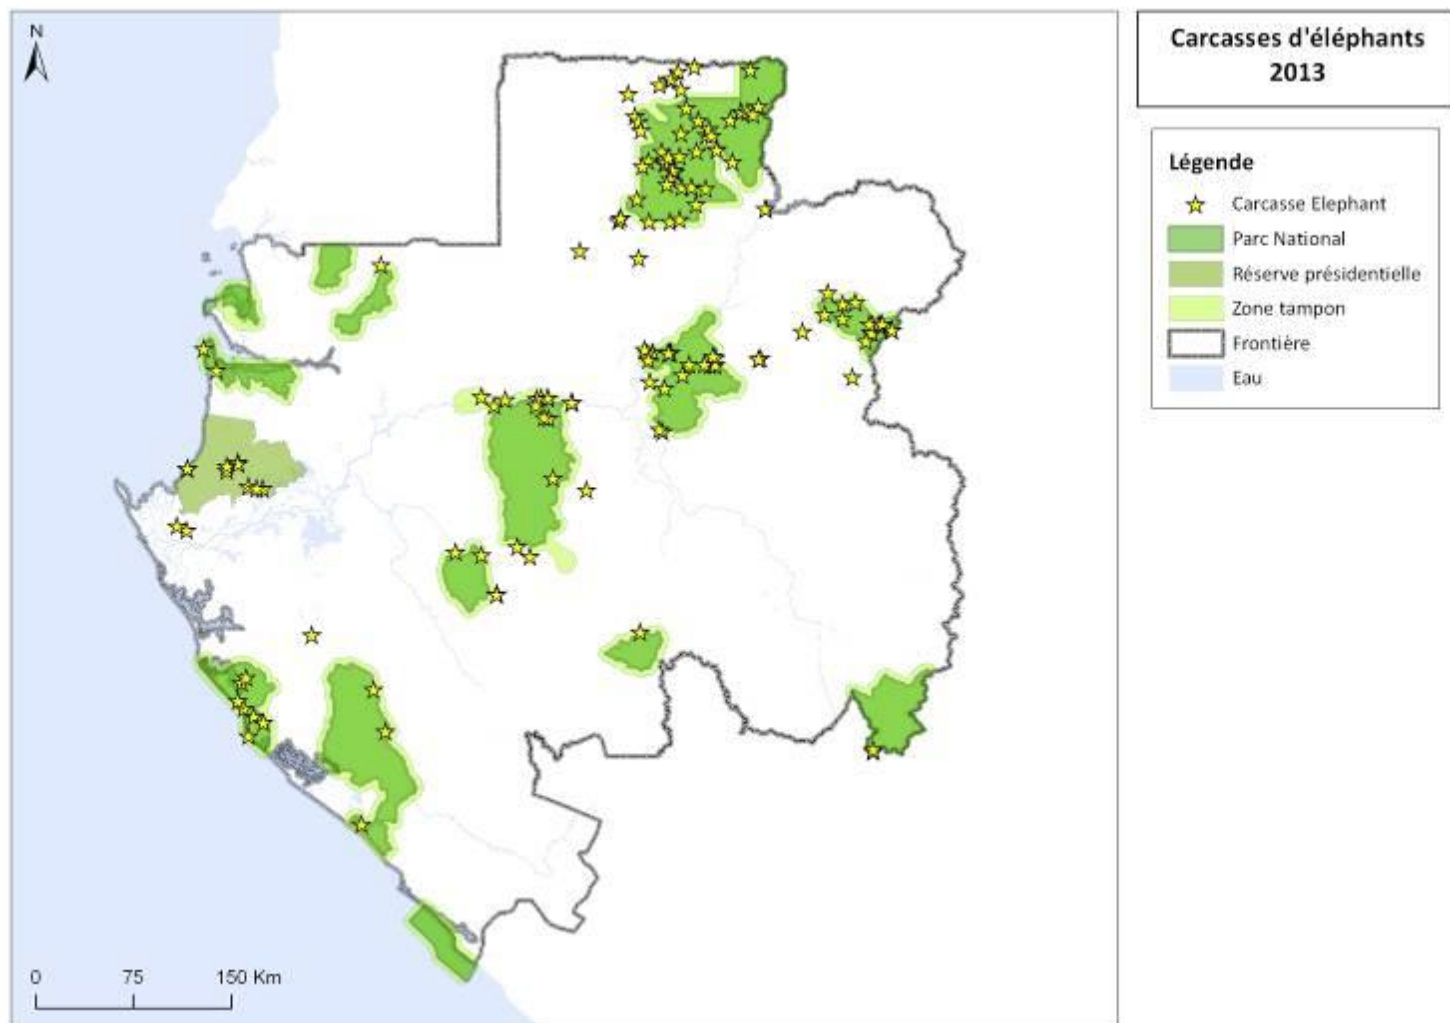 N
Carcasses d'éléphants
2013
Légende
Carcasse Elephant
Parc National
Réserve présidentielle
Zone tampon
Frontière
Eau
0 75 150 Km